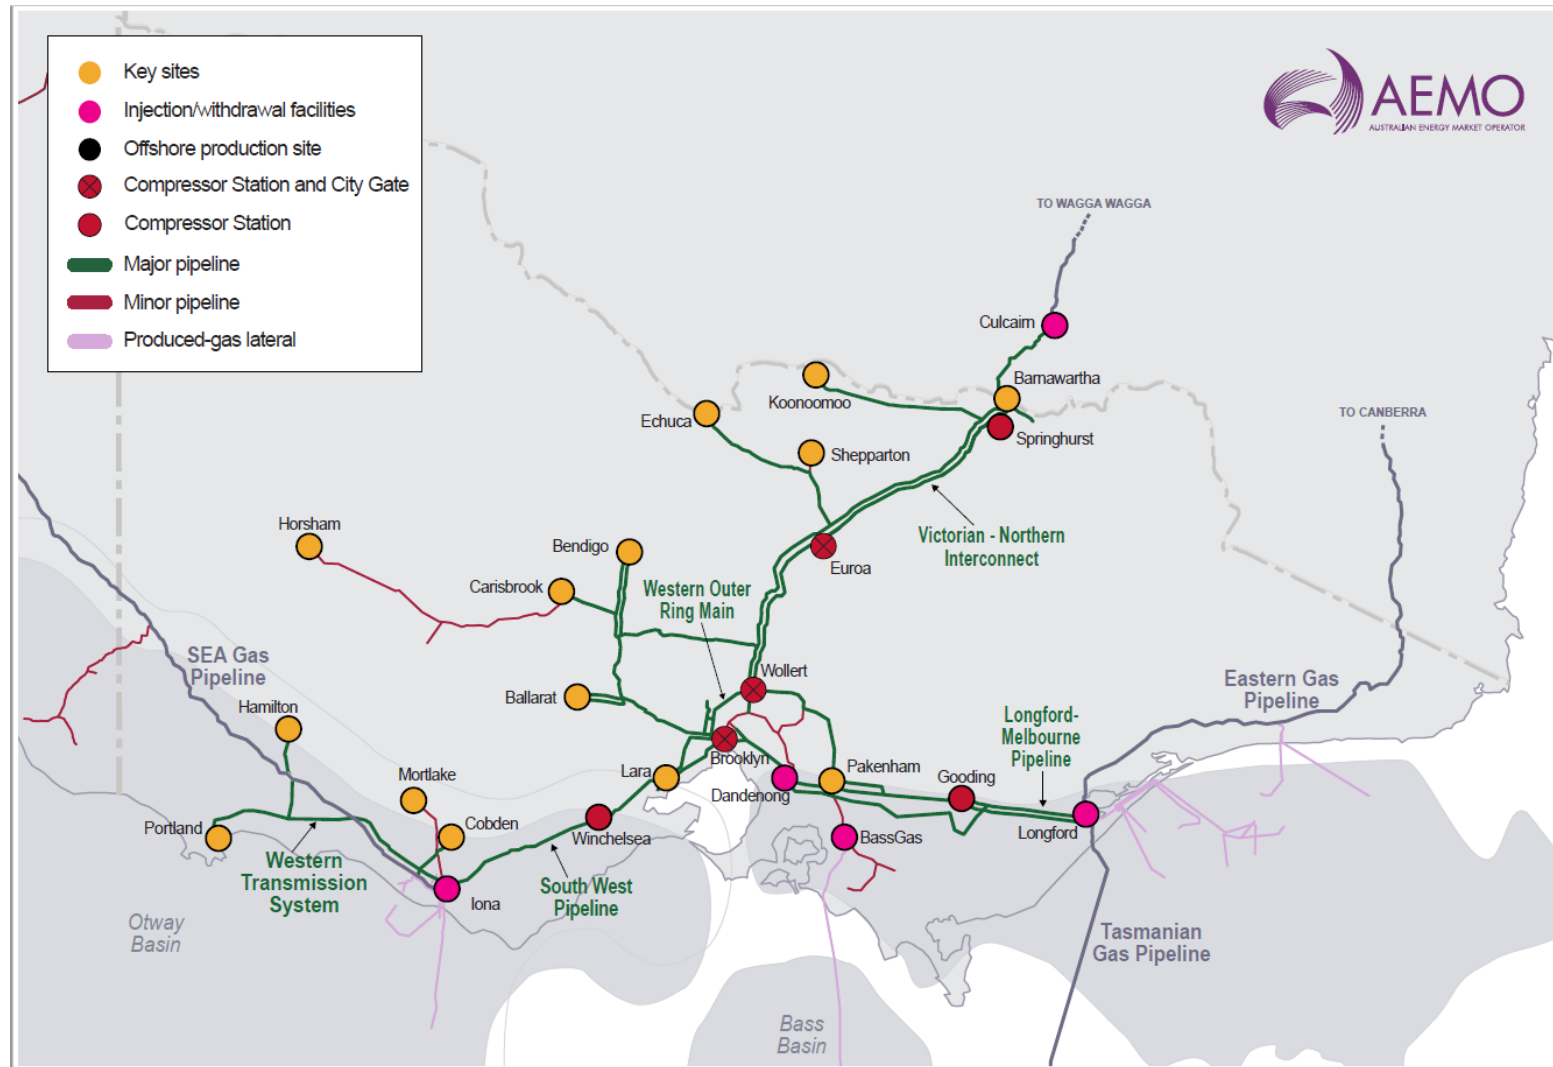 Key sites
Injection/withdrawal facilities
Offshore production site
Compressor Station and City Gate
Compressor Station
Major pipeline
Minor pipeline
Produced-gas lateral
AEMO
AUSTRALIAN ENERGY MARKET OPERATOR
TO WAGGA WAGGA
Culcairn
Barnawartha
Koonoomoo
Echuca
TO CANBERRA
Springhurst
Shepparton
Horsham
Bendigo
Victorian - Northern
Interconnect
Euroa
Carisbrook
Western Outer
Ring Main
SEA Gas
Pipeline
Wollert
Eastern Gas
Pipeline
Ballarat
Hamilton
Longford-
Melbourne
Pipeline
Brooklyn
Lara
Pakenham
Mortlake
Gooding
Dandenong
Portland
Cobden
Winchelsea
BassGas
Longford
Western
Transmission
System
South West
Pipeline
Iona
Otway
Basin
Tasmanian
Gas Pipeline
Bass
Basin